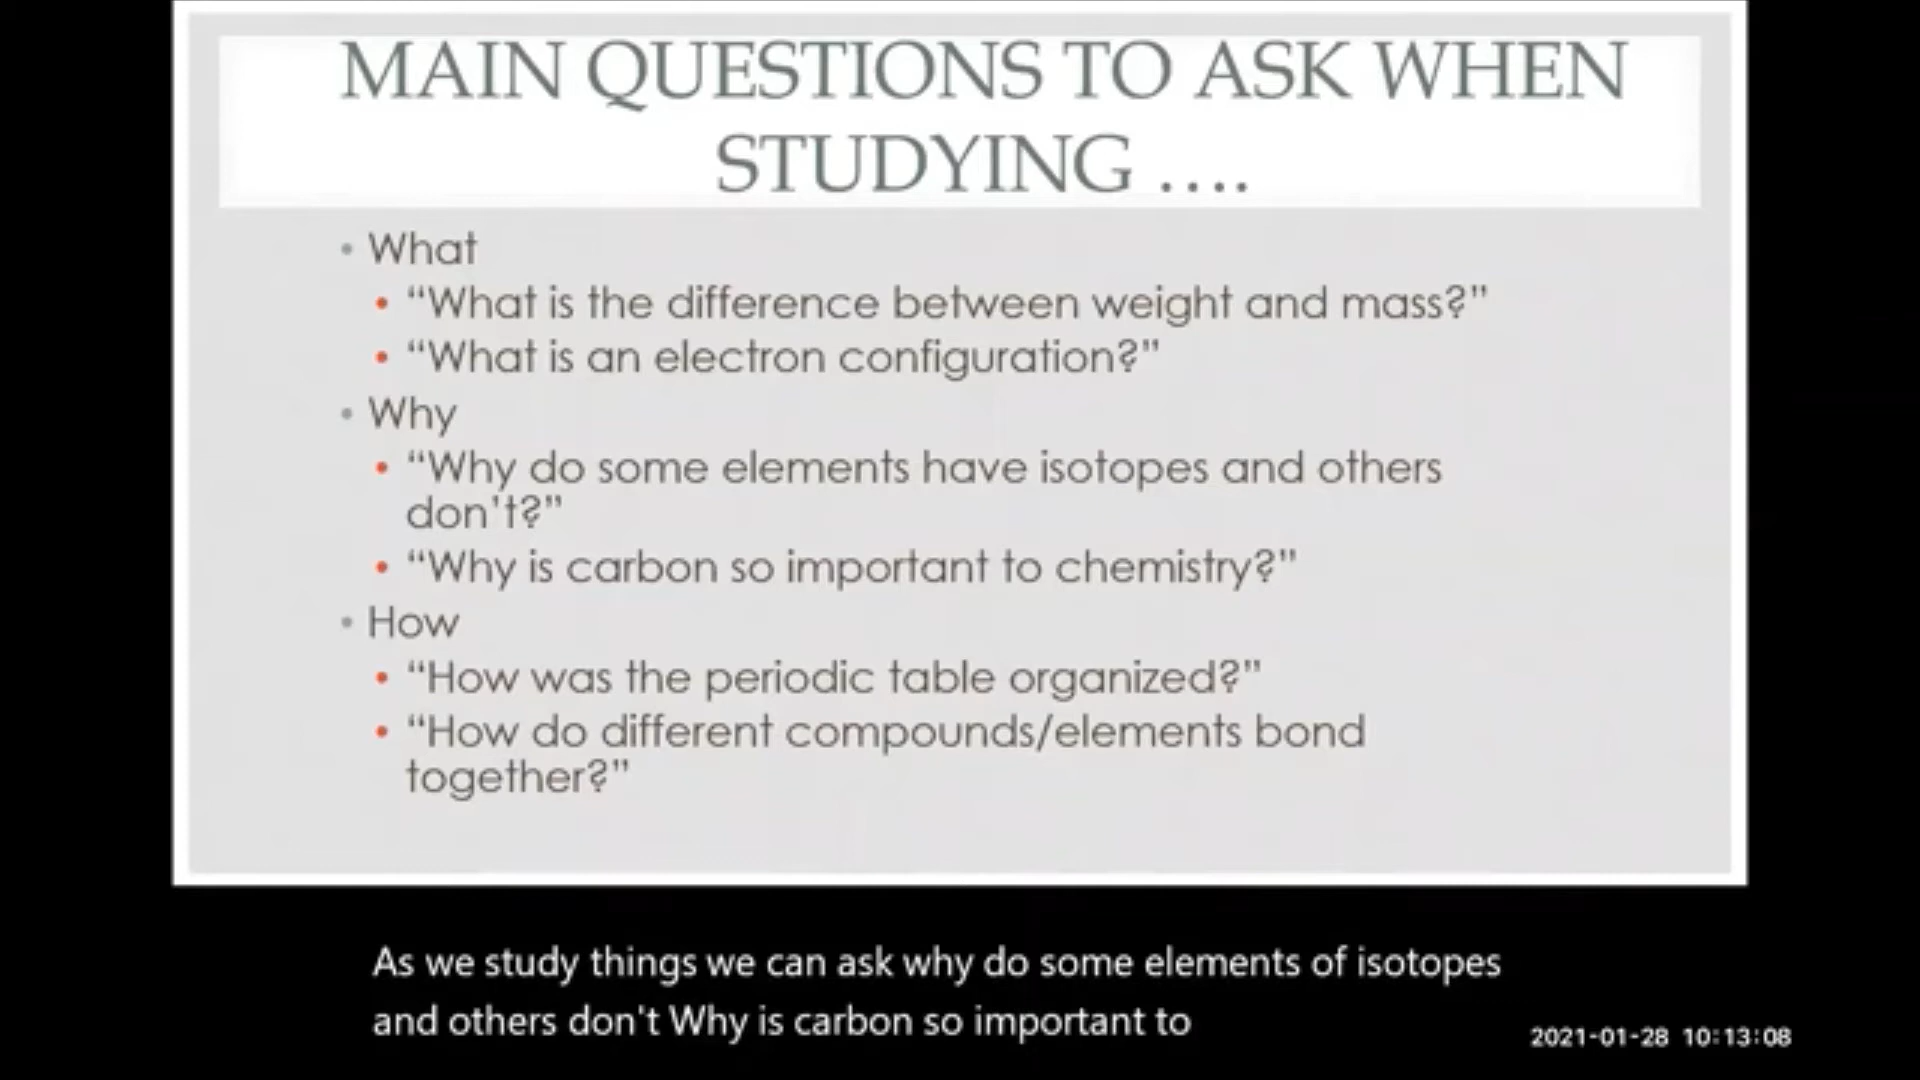 MAIN QUESTIONS TO ASK WHEN
STUDYING ....
• What
• “What is the difference between weight and mass?”
• “What is an electron configuration?”
• Why
• “Why do some elements have isotopes and others
don’t?”
• “Why is carbon so important to chemistry?”
• How
• “How was the periodic table organized?”
• “How do different compounds/elements bond
together?”
As we study things we can ask why do some elements of isotopes
and others don't Why is carbon so important to
2021-01-28 10:13:08